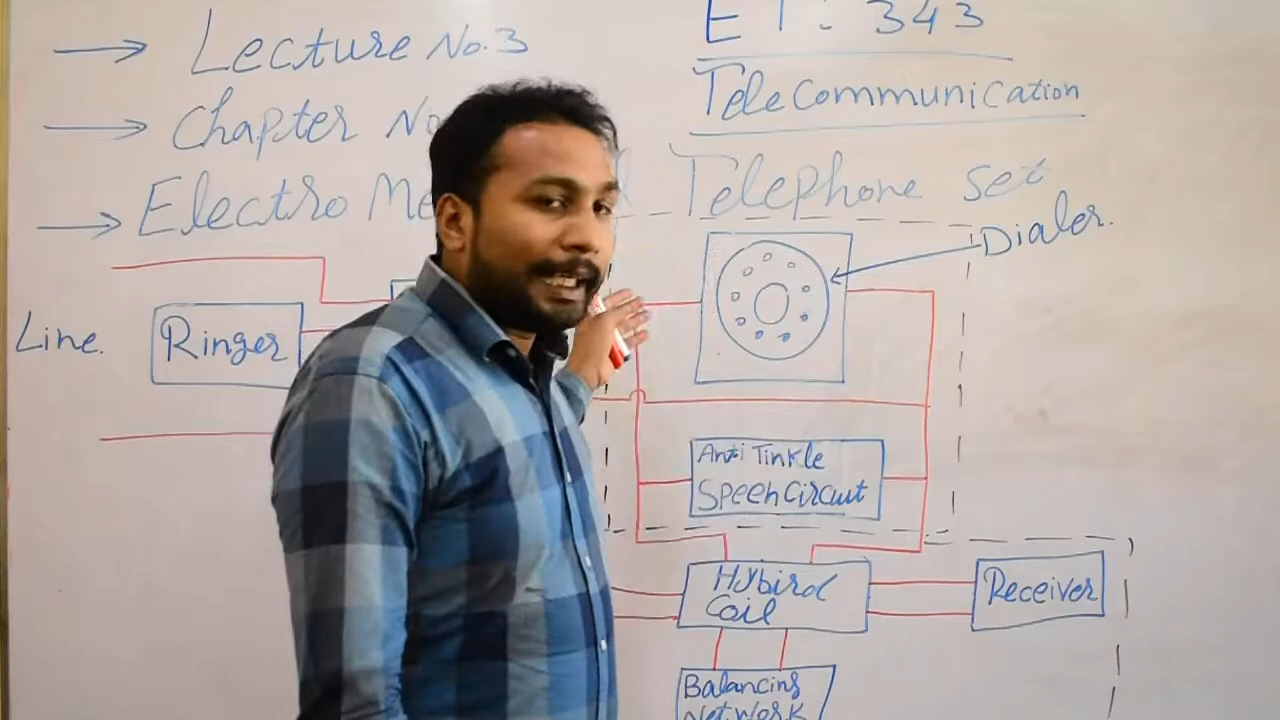 Lecture No.3
Chapter No
Electro Me
ET: 343
Telecommunication
Telephone set
Dialer.
Line.
Ringer
Anti Tinkle
Speeh Circuit
Hybird
Coil
Receiver
Balancing
Network